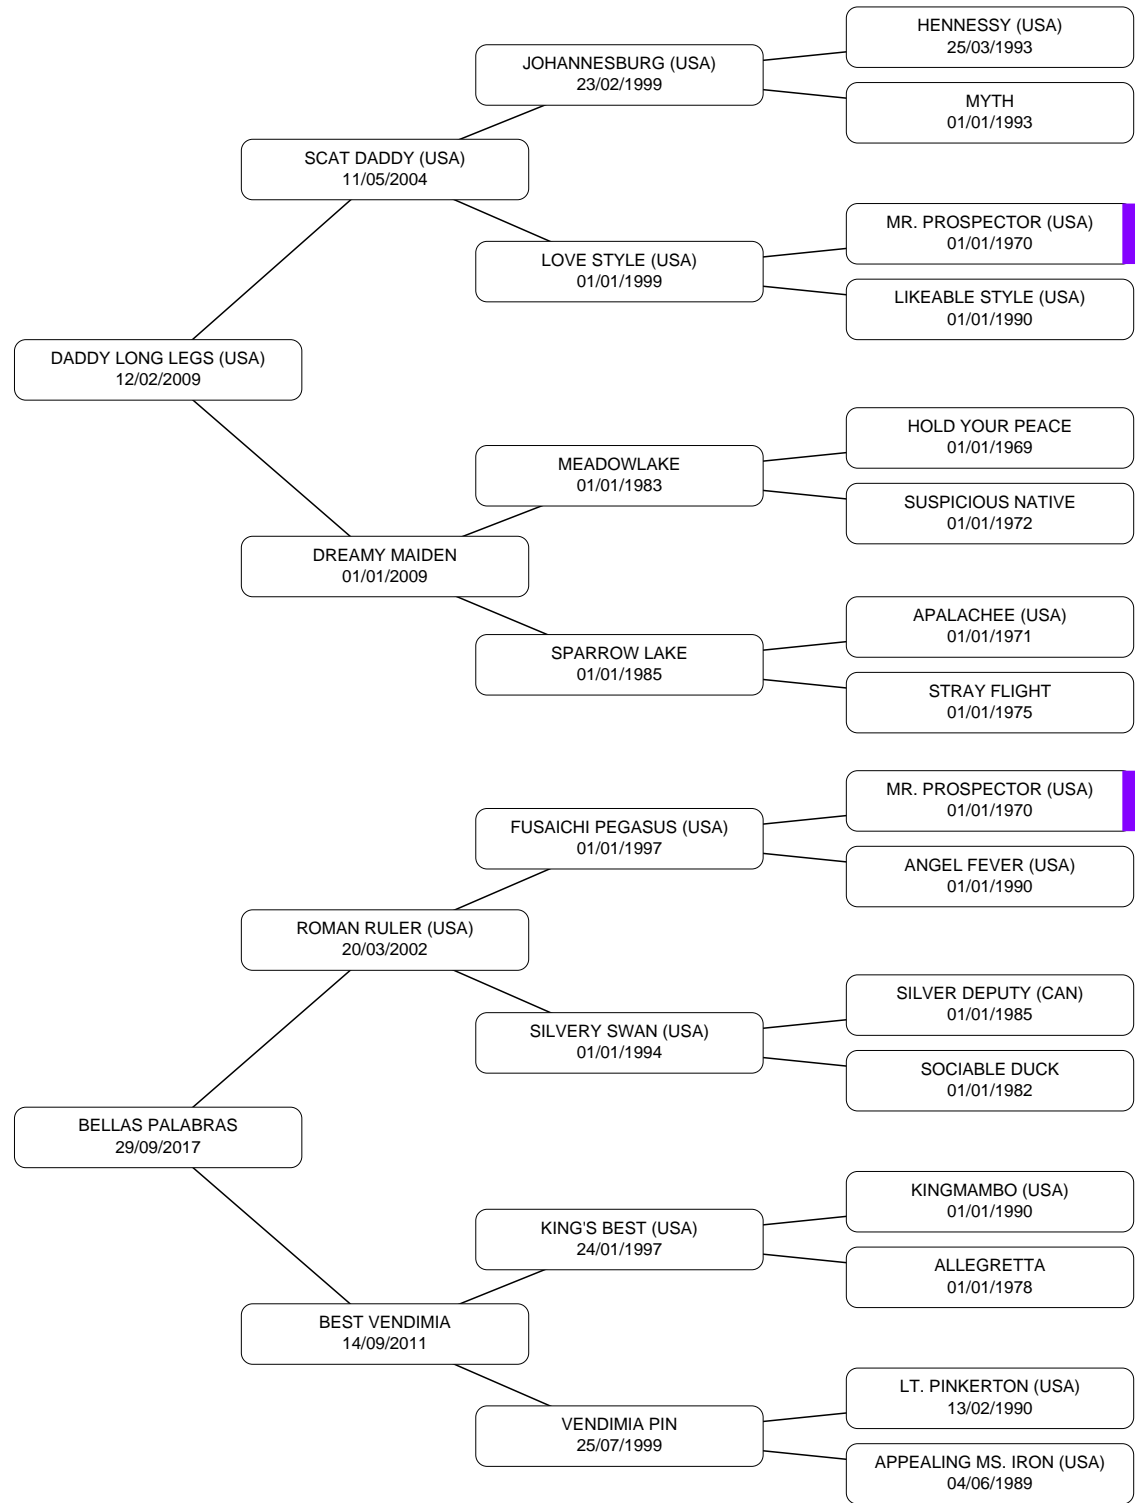 HENNESSY (USA)
25/03/1993
JOHANNESBURG (USA)
23/02/1999
MYTH
01/01/1993
SCAT DADDY (USA)
11/05/2004
MR. PROSPECTOR (USA)
01/01/1970
LOVE STYLE (USA)
01/01/1999
LIKEABLE STYLE (USA)
01/01/1990
DADDY LONG LEGS (USA)
12/02/2009
HOLD YOUR PEACE
01/01/1969
MEADOWLAKE
01/01/1983
SUSPICIOUS NATIVE
01/01/1972
DREAMY MAIDEN
01/01/2009
APALACHEE (USA)
01/01/1971
SPARROW LAKE
01/01/1985
STRAY FLIGHT
01/01/1975
MR. PROSPECTOR (USA)
01/01/1970
FUSAICHI PEGASUS (USA)
01/01/1997
ANGEL FEVER (USA)
01/01/1990
ROMAN RULER (USA)
20/03/2002
SILVER DEPUTY (CAN)
01/01/1985
SILVERY SWAN (USA)
01/01/1994
SOCIABLE DUCK
01/01/1982
BELLAS PALABRAS
29/09/2017
KINGMAMBO (USA)
01/01/1990
KING'S BEST (USA)
24/01/1997
ALLEGRETTA
01/01/1978
BEST VENDIMIA
14/09/2011
LT. PINKERTON (USA)
13/02/1990
VENDIMIA PIN
25/07/1999
APPEALING MS. IRON (USA)
04/06/1989